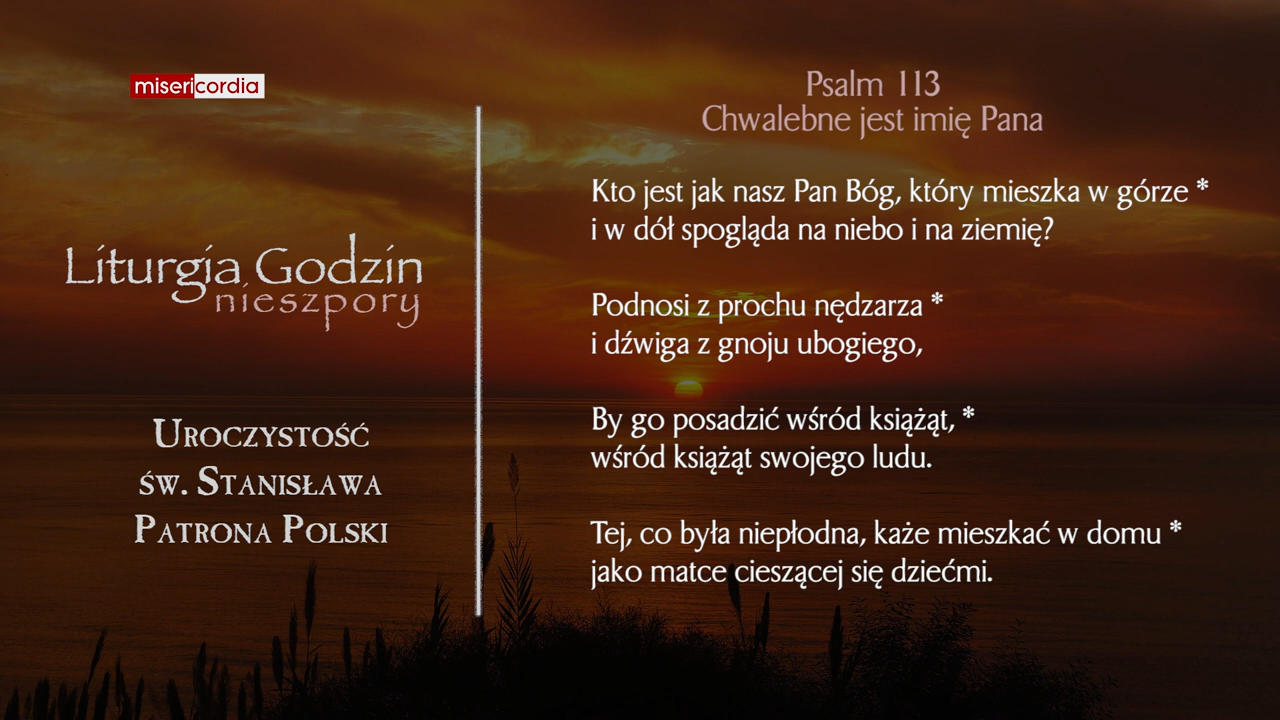 misericordia
Liturgia Godzin
nieszpory
Uroczystość
św. Stanisława
Patrona Polski
Psalm 113
Chwalebne jest imię Pana
Kto jest jak nasz Pan Bóg, który mieszka w górze *
i w dół spogląda na niebo i na ziemię?
Podnosi z prochu nędzarza *
i dźwiga z gnoju ubogiego,
By go posadzić wśród książąt, *
wśród książąt swojego ludu.
Tej, co była niepłodna, każe mieszkać w domu *
jako matce cieszącej się dziećmi.